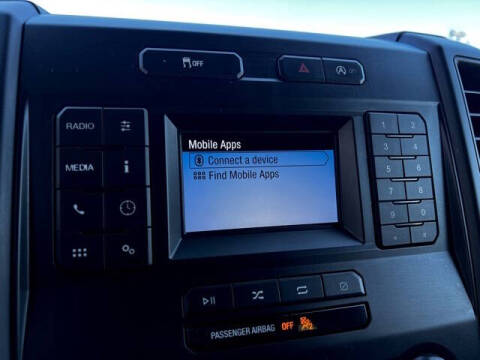 OFF
RADIO
MEDIA
i
Mobile Apps
Connect a device
Find Mobile Apps
1 2
3 4
5 6
7 8
9 0
* #
PASSENGER AIRBAG OFF